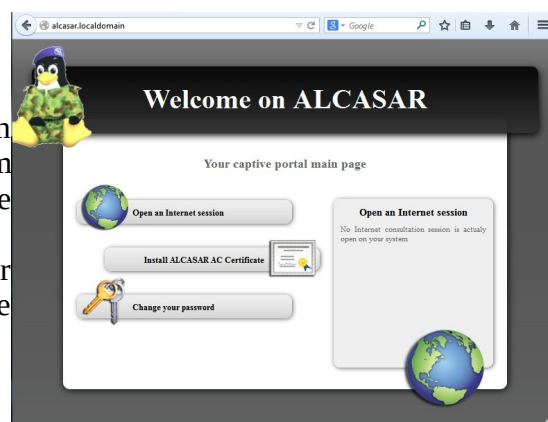 alcasar.localdomain
Google
Welcome on ALCASAR
Your captive portal main page
Open an Internet session
Install ALCASAR AC Certificate
Change your password
Open an Internet session
No Internet consultation session is actualy
open on your system